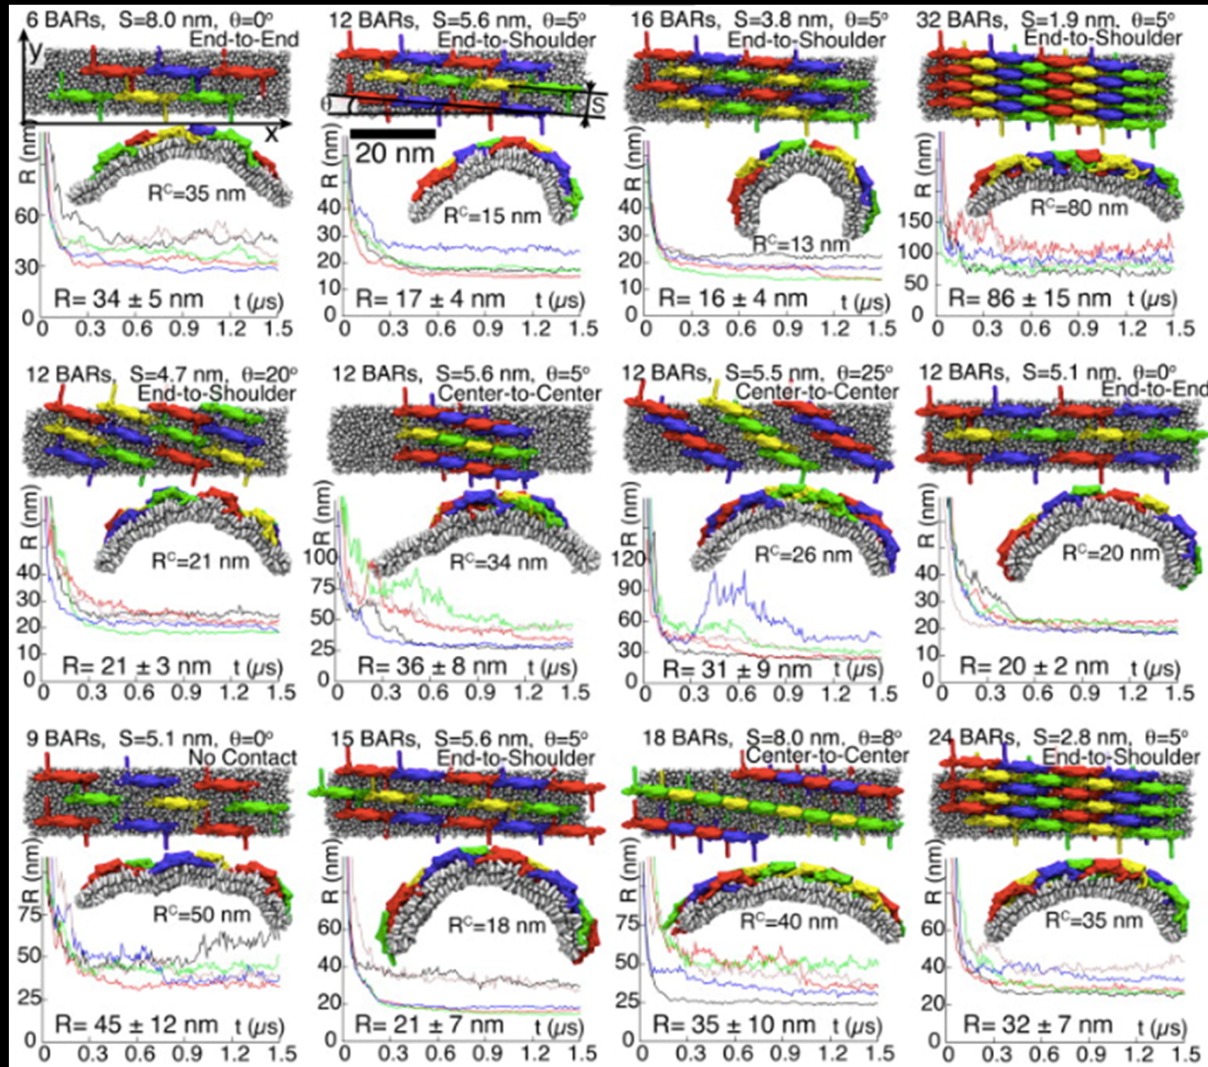 6 BARs, S=8.0 nm, θ=0°
End-to-End
y
x
R (nm)
60
30
0
R^C=35 nm
R= 34 ± 5 nm t (µs)
0 0.3 0.6 0.9 1.2 1.5
12 BARs, S=5.6 nm, θ=5°
End-to-Shoulder
θ
S
20 nm
R (nm)
40
30
20
10
0
R^C=15 nm
R= 17 ± 4 nm t (µs)
0 0.3 0.6 0.9 1.2 1.5
16 BARs, S=3.8 nm, θ=5°
End-to-Shoulder
R (nm)
40
30
20
10
0
R^C=13 nm
R= 16 ± 4 nm t (µs)
0 0.3 0.6 0.9 1.2 1.5
32 BARs, S=1.9 nm, θ=5°
End-to-Shoulder
R (nm)
150
100
50
0
R^C=80 nm
R= 86 ± 15 nm t (µs)
0 0.3 0.6 0.9 1.2 1.5
12 BARs, S=4.7 nm, θ=20°
End-to-Shoulder
R (nm)
40
30
20
10
0
R^C=21 nm
R= 21 ± 3 nm t (µs)
0 0.3 0.6 0.9 1.2 1.5
12 BARs, S=5.6 nm, θ=5°
Center-to-Center
R (nm)
100
75
50
25
0
R^C=34 nm
R= 36 ± 8 nm t (µs)
0 0.3 0.6 0.9 1.2 1.5
12 BARs, S=5.5 nm, θ=25°
Center-to-Center
R (nm)
120
90
60
30
0
R^C=26 nm
R= 31 ± 9 nm t (µs)
0 0.3 0.6 0.9 1.2 1.5
12 BARs, S=5.1 nm, θ=0°
End-to-End
R (nm)
40
30
20
10
0
R^C=20 nm
R= 20 ± 2 nm t (µs)
0 0.3 0.6 0.9 1.2 1.5
9 BARs, S=5.1 nm, θ=0°
No Contact
R (nm)
75
50
25
0
R^C=50 nm
R= 45 ± 12 nm t (µs)
0 0.3 0.6 0.9 1.2 1.5
15 BARs, S=5.6 nm, θ=5°
End-to-Shoulder
R (nm)
60
40
20
0
R^C=18 nm
R= 21 ± 7 nm t (µs)
0 0.3 0.6 0.9 1.2 1.5
18 BARs, S=8.0 nm, θ=8°
Center-to-Center
R (nm)
75
50
25
0
R^C=40 nm
R= 35 ± 10 nm t (µs)
0 0.3 0.6 0.9 1.2 1.5
24 BARs, S=2.8 nm, θ=5°
End-to-Shoulder
R (nm)
60
40
20
0
R^C=35 nm
R= 32 ± 7 nm t (µs)
0 0.3 0.6 0.9 1.2 1.5